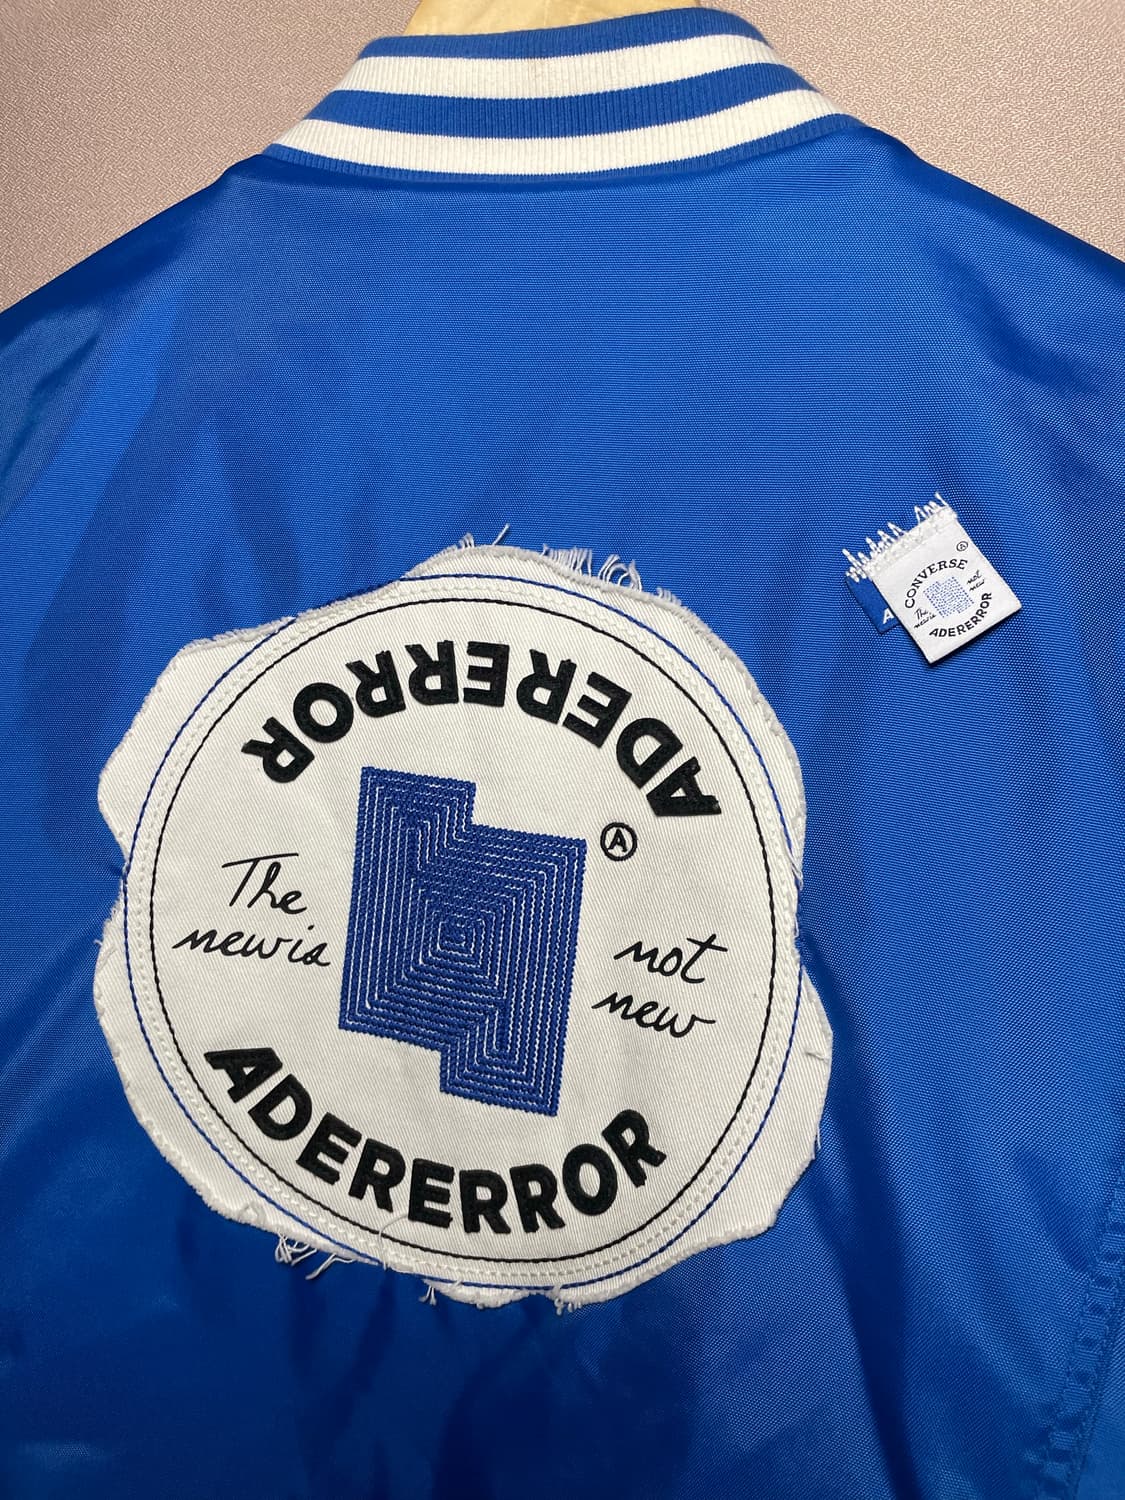 CONVERSE
Ⓐ
The
new is
not
new
ADERERROR
A
ADERERROR
Ⓐ
The
new is
not
new
ADERERROR